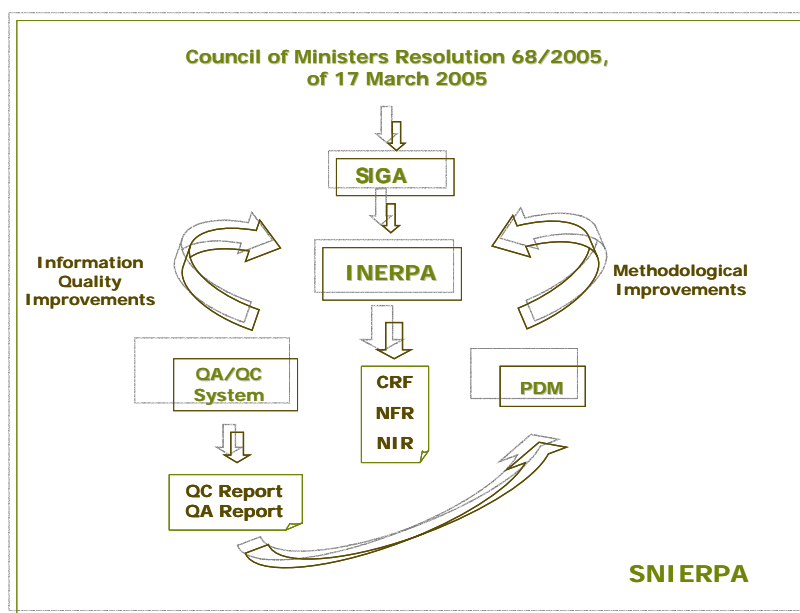 Council of Ministers Resolution 68/2005,
of 17 March 2005
SIGA
INERPA
Information
Quality
Improvements
Methodological
Improvements
QA/QC
System
CRF
NFR
NIR
PDM
QC Report
QA Report
SNIERPA